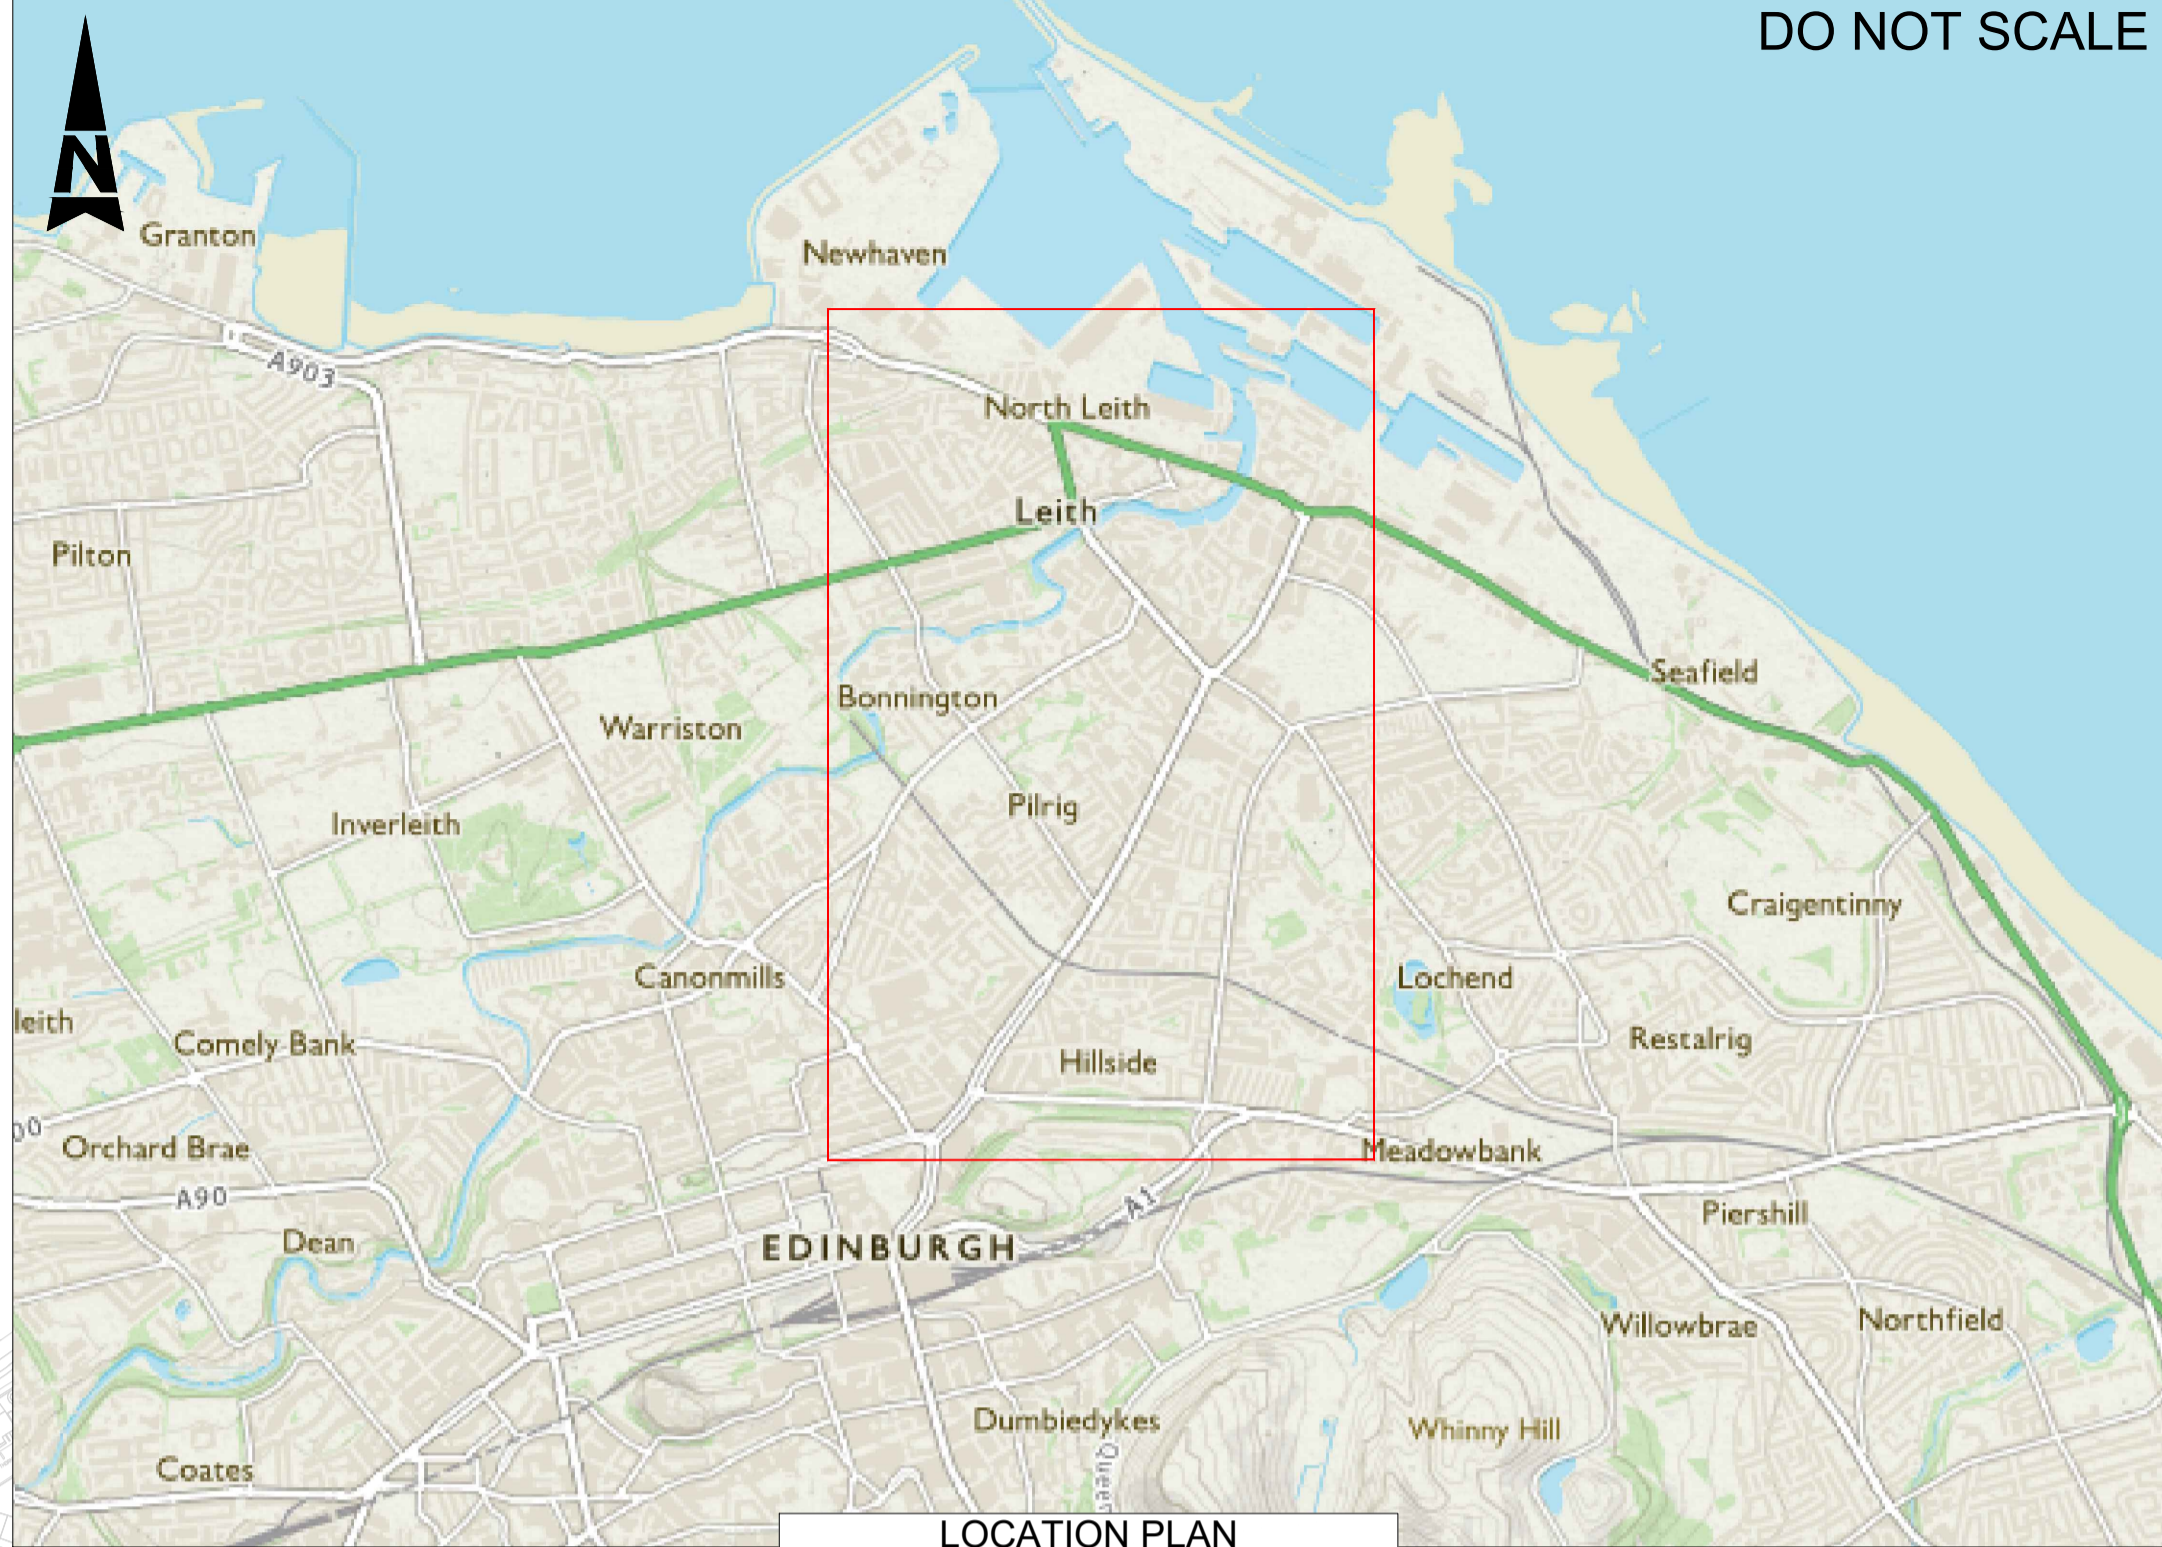 DO NOT SCALE
N
Granton
Newhaven
A903
North Leith
Leith
Pilton
Seafield
Bonnington
Warriston
Pilrig
Inverleith
Craigentinny
Canonmills
Lochend
leith
Comely Bank
Restalrig
Hillside
00
Orchard Brae
Meadowbank
A90
A1
Piershill
Dean
EDINBURGH
Willowbrae
Northfield
Dumbiedykes
Whinny Hill
Coates
Queen
LOCATION PLAN